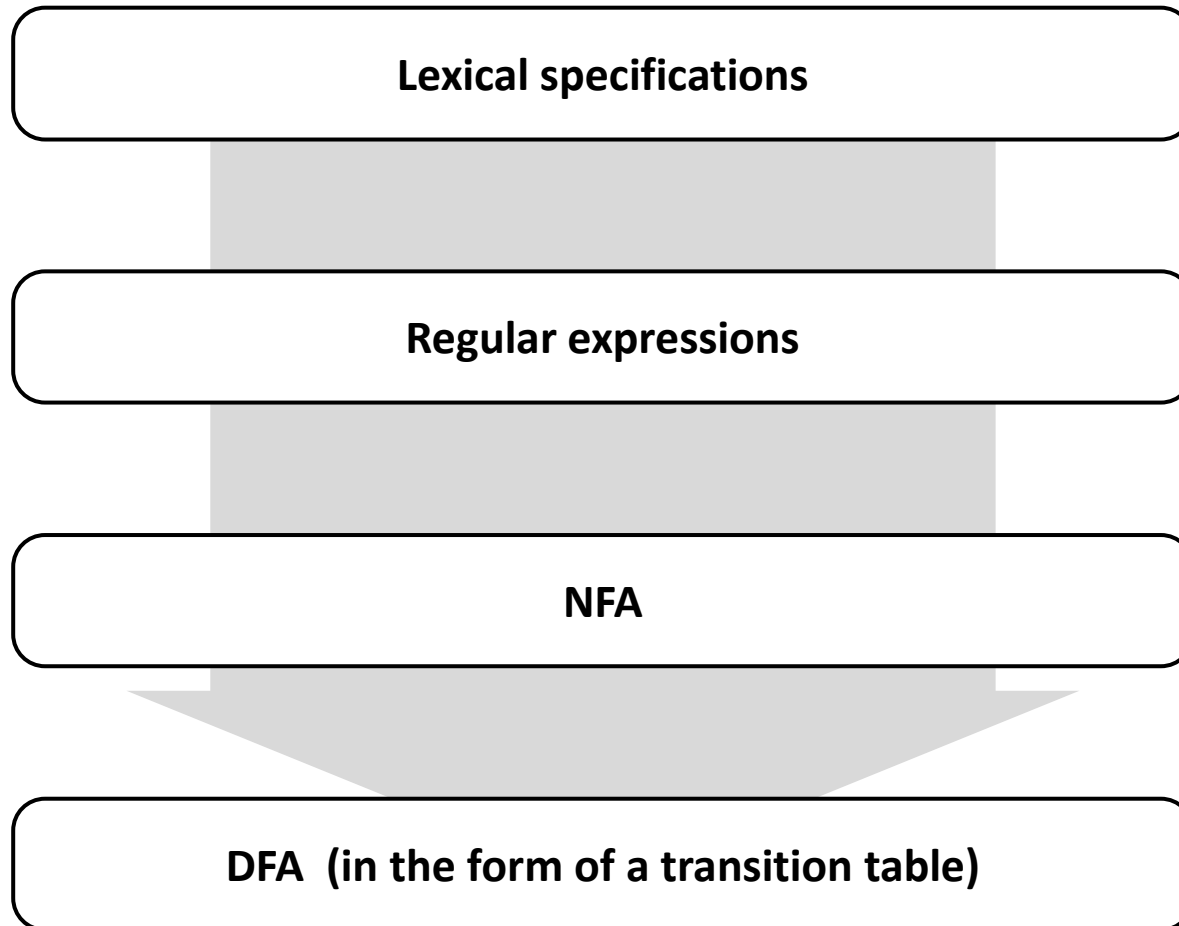 Lexical specifications
Regular expressions
NFA
DFA  (in the form of a transition table)